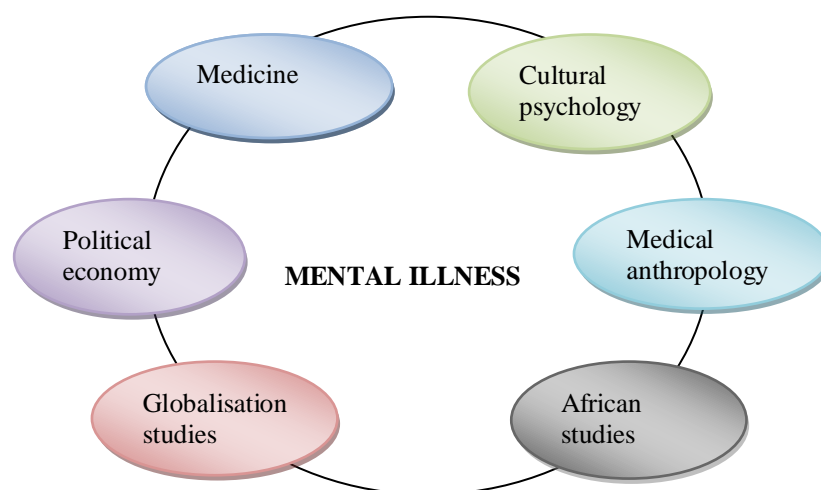 Medicine
Cultural
psychology
Political
economy
Medical
anthropology
MENTAL ILLNESS
Globalisation
studies
African
studies